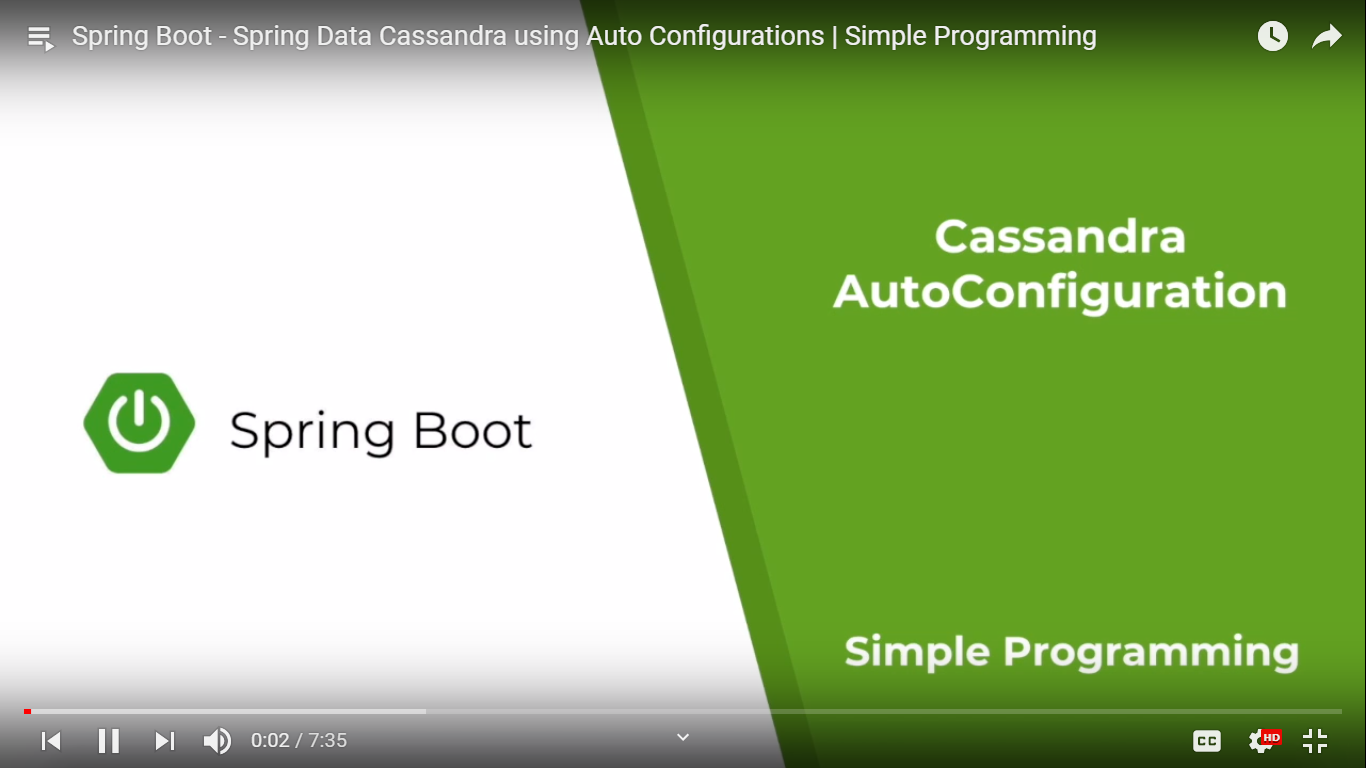 Spring Boot - Spring Data Cassandra using Auto Configurations | Simple Programming
Cassandra
AutoConfiguration
Spring Boot
Simple Programming
0:02 / 7:35
CC
HD